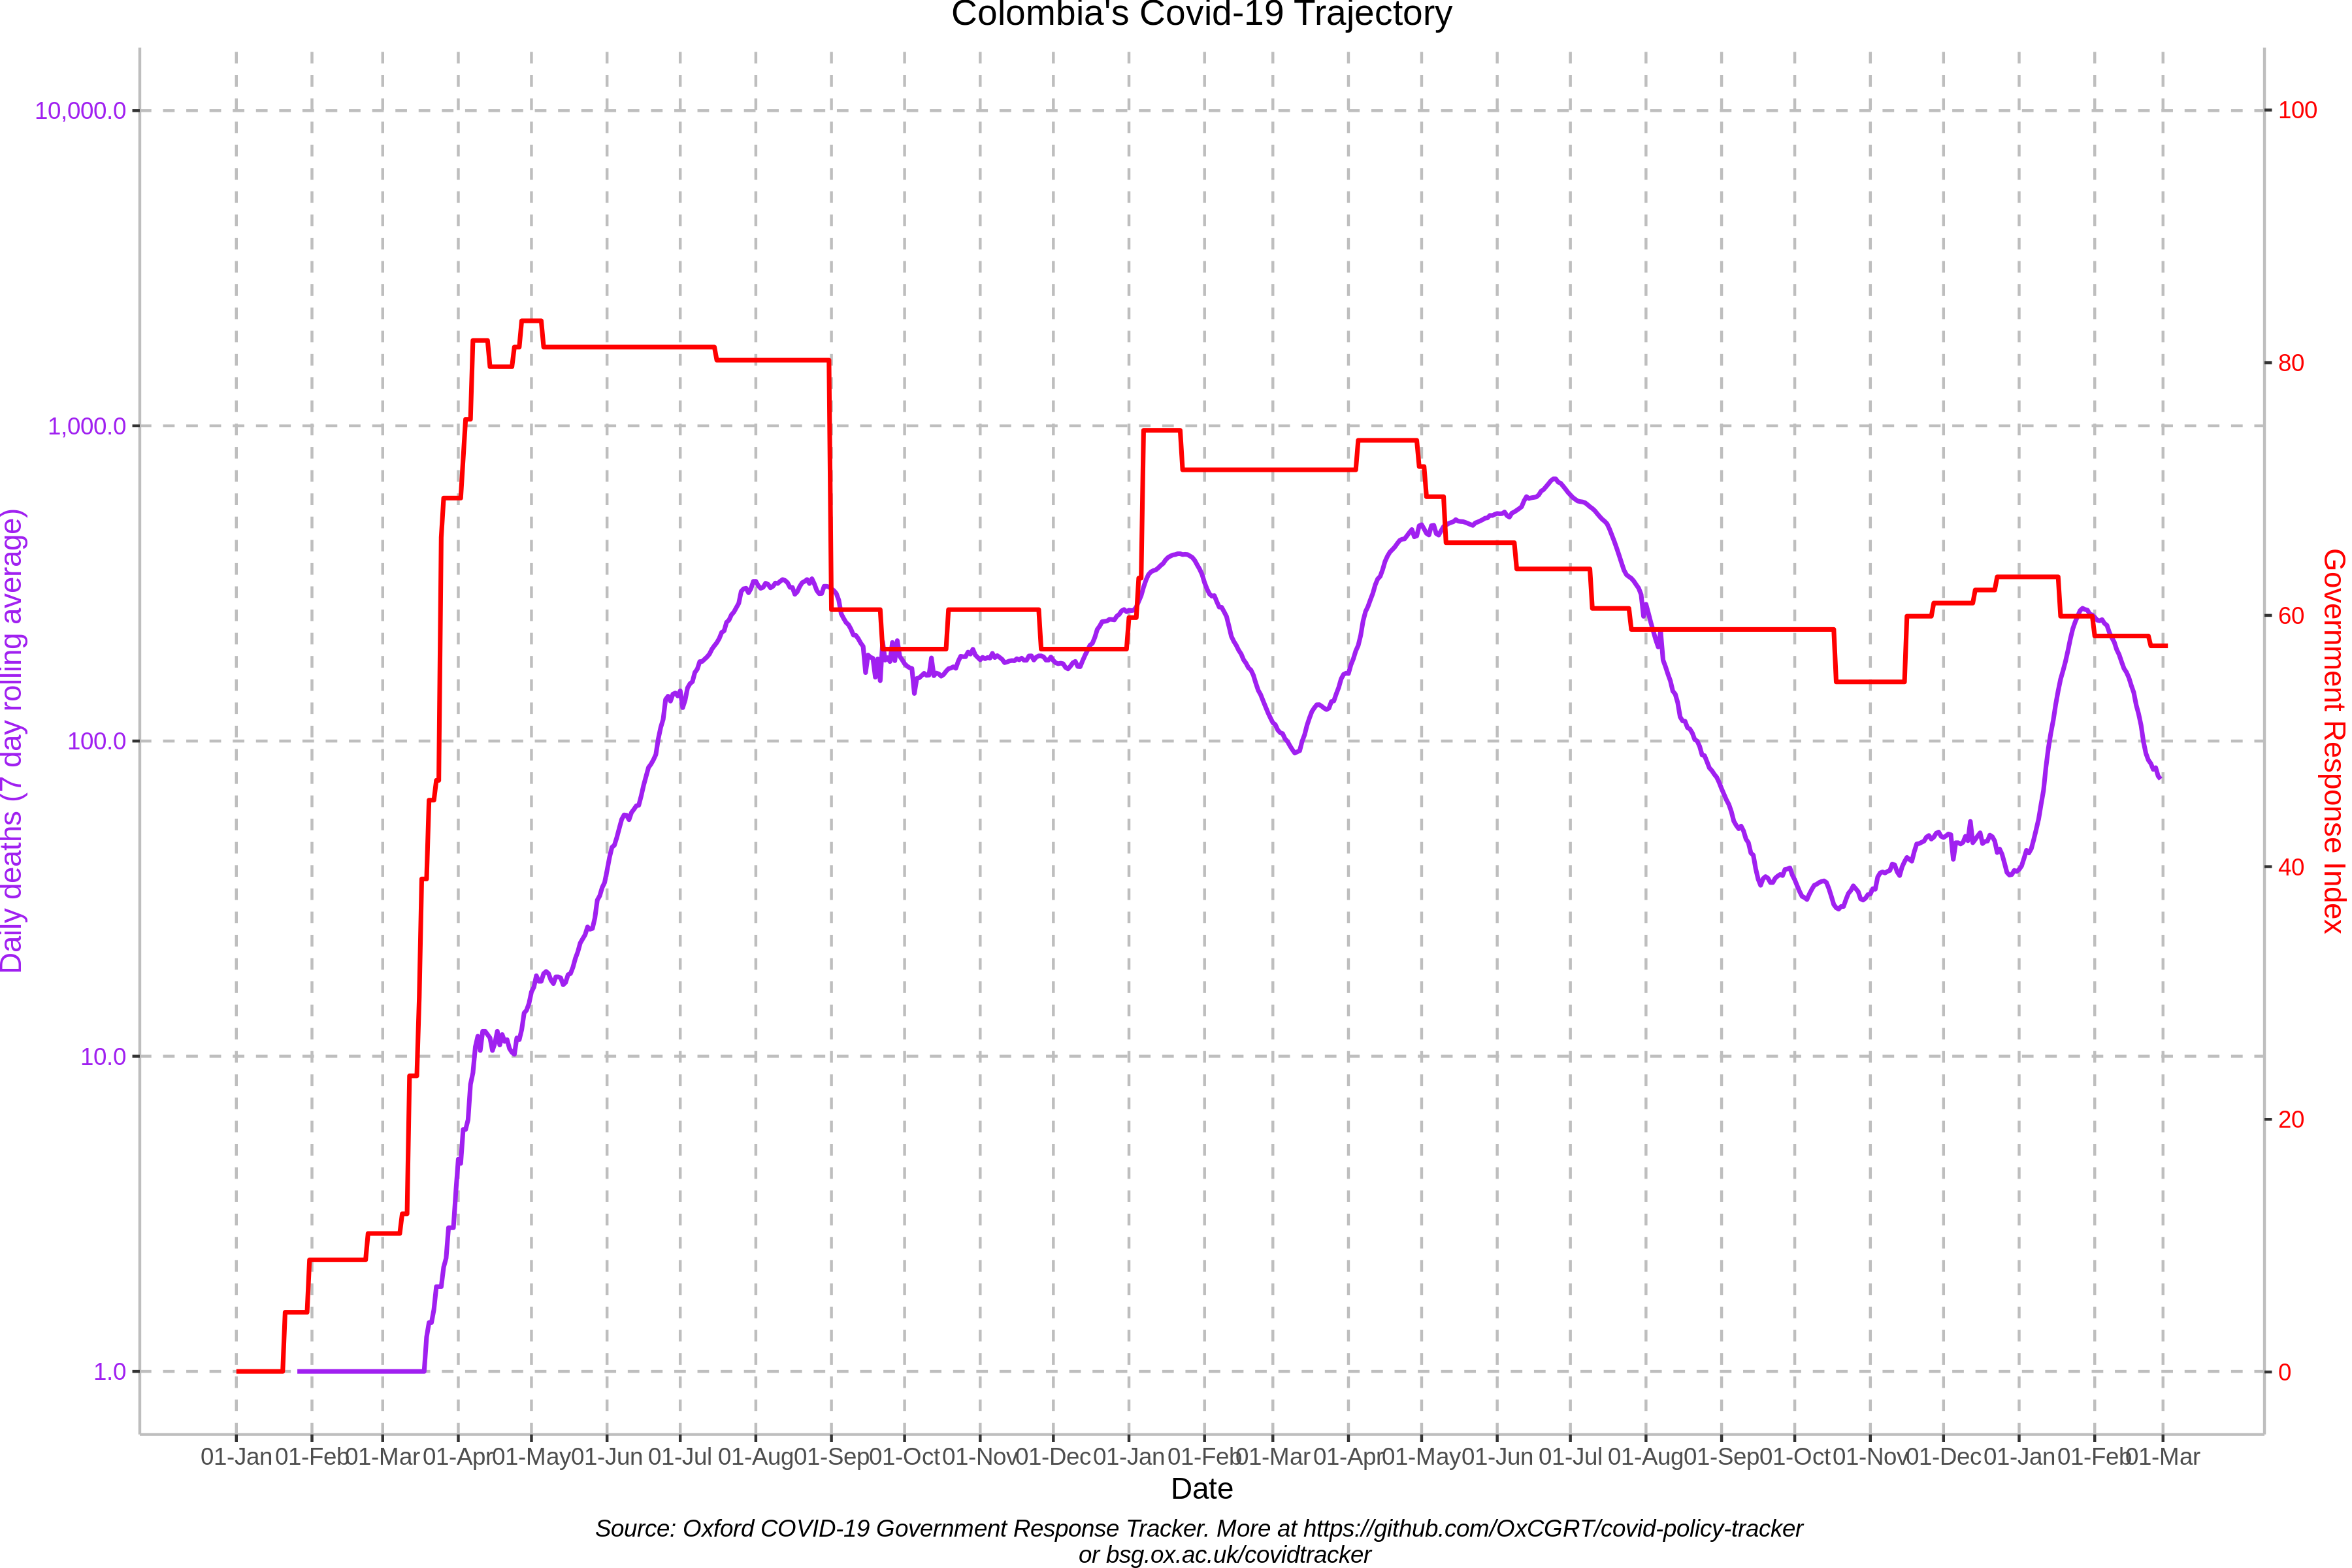 Colombia's Covid-19 Trajectory
10,000.0
1,000.0
100.0
10.0
1.0
Daily deaths (7 day rolling average)
100
80
60
40
20
0
Government Response Index
01-Jan 01-Feb 01-Mar 01-Apr 01-May 01-Jun 01-Jul 01-Aug 01-Sep 01-Oct 01-Nov 01-Dec 01-Jan 01-Feb 01-Mar 01-Apr 01-May 01-Jun 01-Jul 01-Aug 01-Sep 01-Oct 01-Nov 01-Dec 01-Jan 01-Feb 01-Mar
Date
Source: Oxford COVID-19 Government Response Tracker. More at https://github.com/OxCGRT/covid-policy-tracker
or bsg.ox.ac.uk/covidtracker